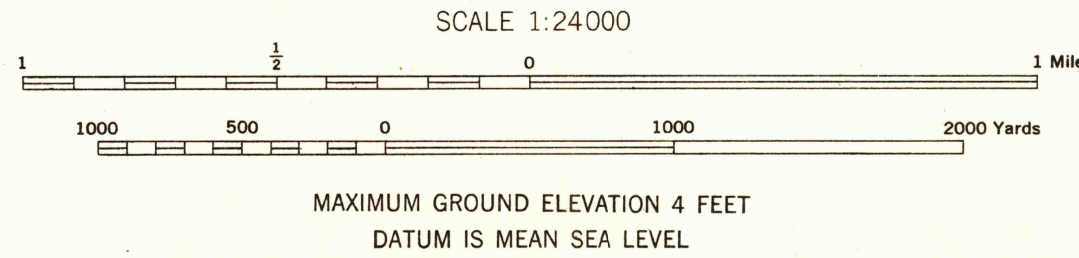 SCALE 1:24000
1 1/2 0 1 Mile
1000 500 0 1000 2000 Yards
MAXIMUM GROUND ELEVATION 4 FEET
DATUM IS MEAN SEA LEVEL